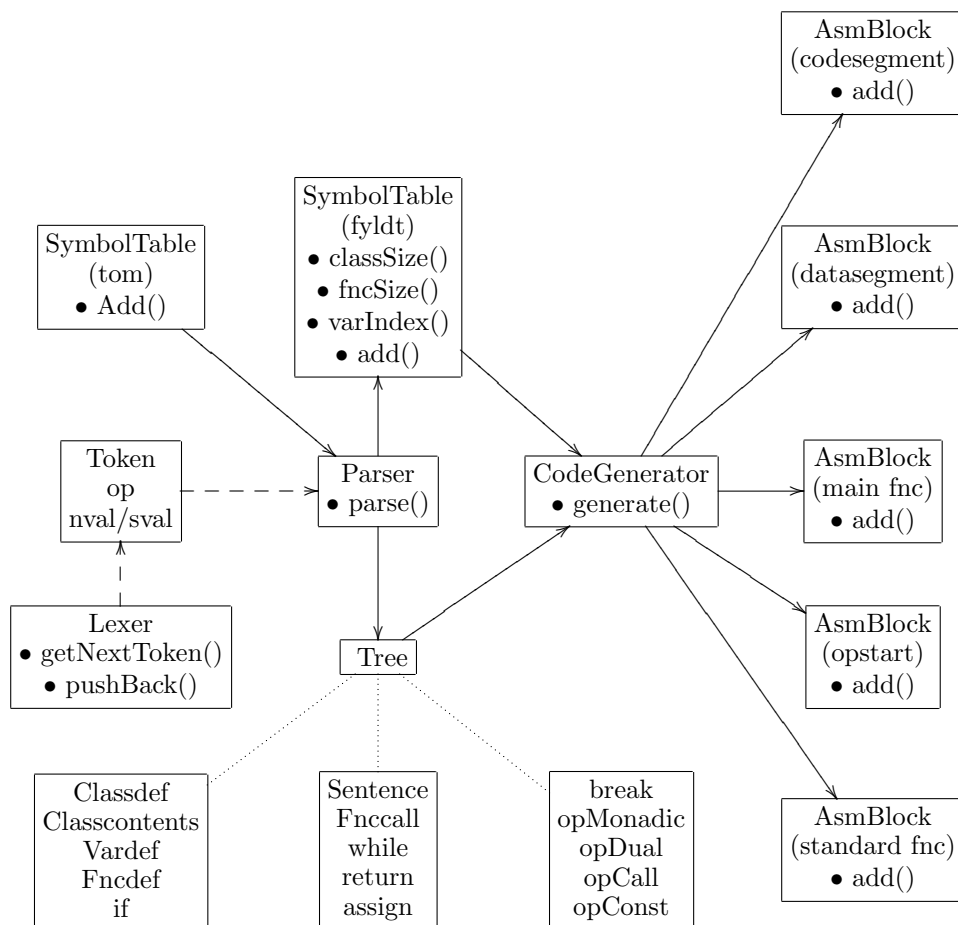 AsmBlock
(codesegment)
• add()
SymbolTable
(fyldt)
• classSize()
• fncSize()
• varIndex()
• add()
SymbolTable
(tom)
• Add()
AsmBlock
(datasegment)
• add()
Token
op
nval/sval
Parser
• parse()
CodeGenerator
• generate()
AsmBlock
(main fnc)
• add()
Lexer
• getNextToken()
• pushBack()
Tree
AsmBlock
(opstart)
• add()
Classdef
Classcontents
Vardef
Fncdef
if
Sentence
Fnccall
while
return
assign
break
opMonadic
opDual
opCall
opConst
AsmBlock
(standard fnc)
• add()